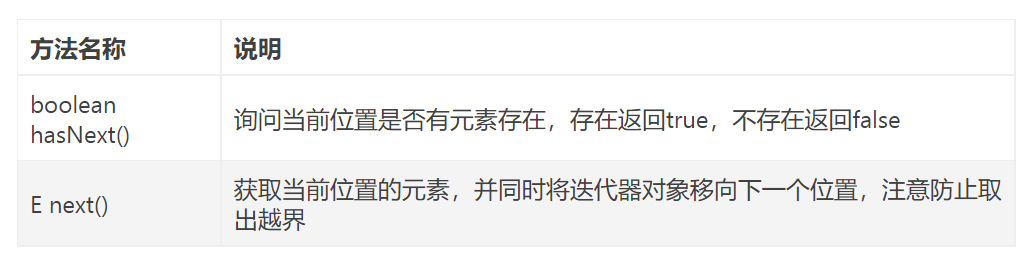 方法名称
说明
boolean
hasNext()
询问当前位置是否有元素存在，存在返回true，不存在返回false
E next()
获取当前位置的元素，并同时将迭代器对象移向下一个位置，注意防止取
出越界